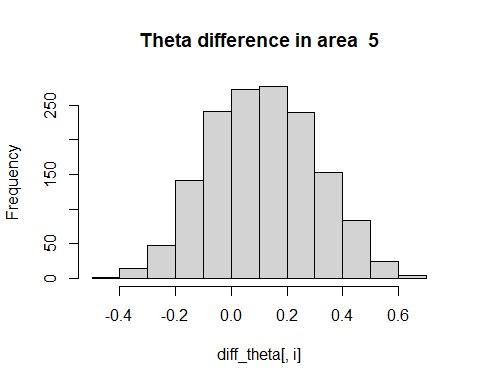 Theta difference in area  5
Frequency
250
150
50
0
-0.4 -0.2 0.0 0.2 0.4 0.6
diff_theta[, i]